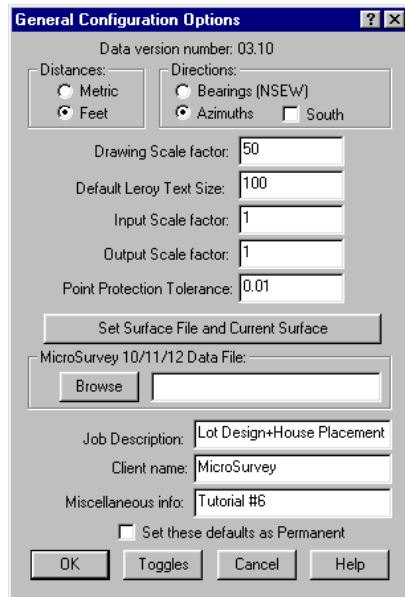 General Configuration Options ? ×
Data version number: 03.10
Distances:
Metric
Feet
Directions:
Bearings (NSEW)
Azimuths South
Drawing Scale factor: 50
Default Leroy Text Size: 100
Input Scale factor: 1
Output Scale factor: 1
Point Protection Tolerance: 0.01
Set Surface File and Current Surface
MicroSurvey 10/11/12 Data File:
Browse
Job Description: Lot Design+House Placement
Client name: MicroSurvey
Miscellaneous info: Tutorial #6
Set these defaults as Permanent
OK Toggles Cancel Help